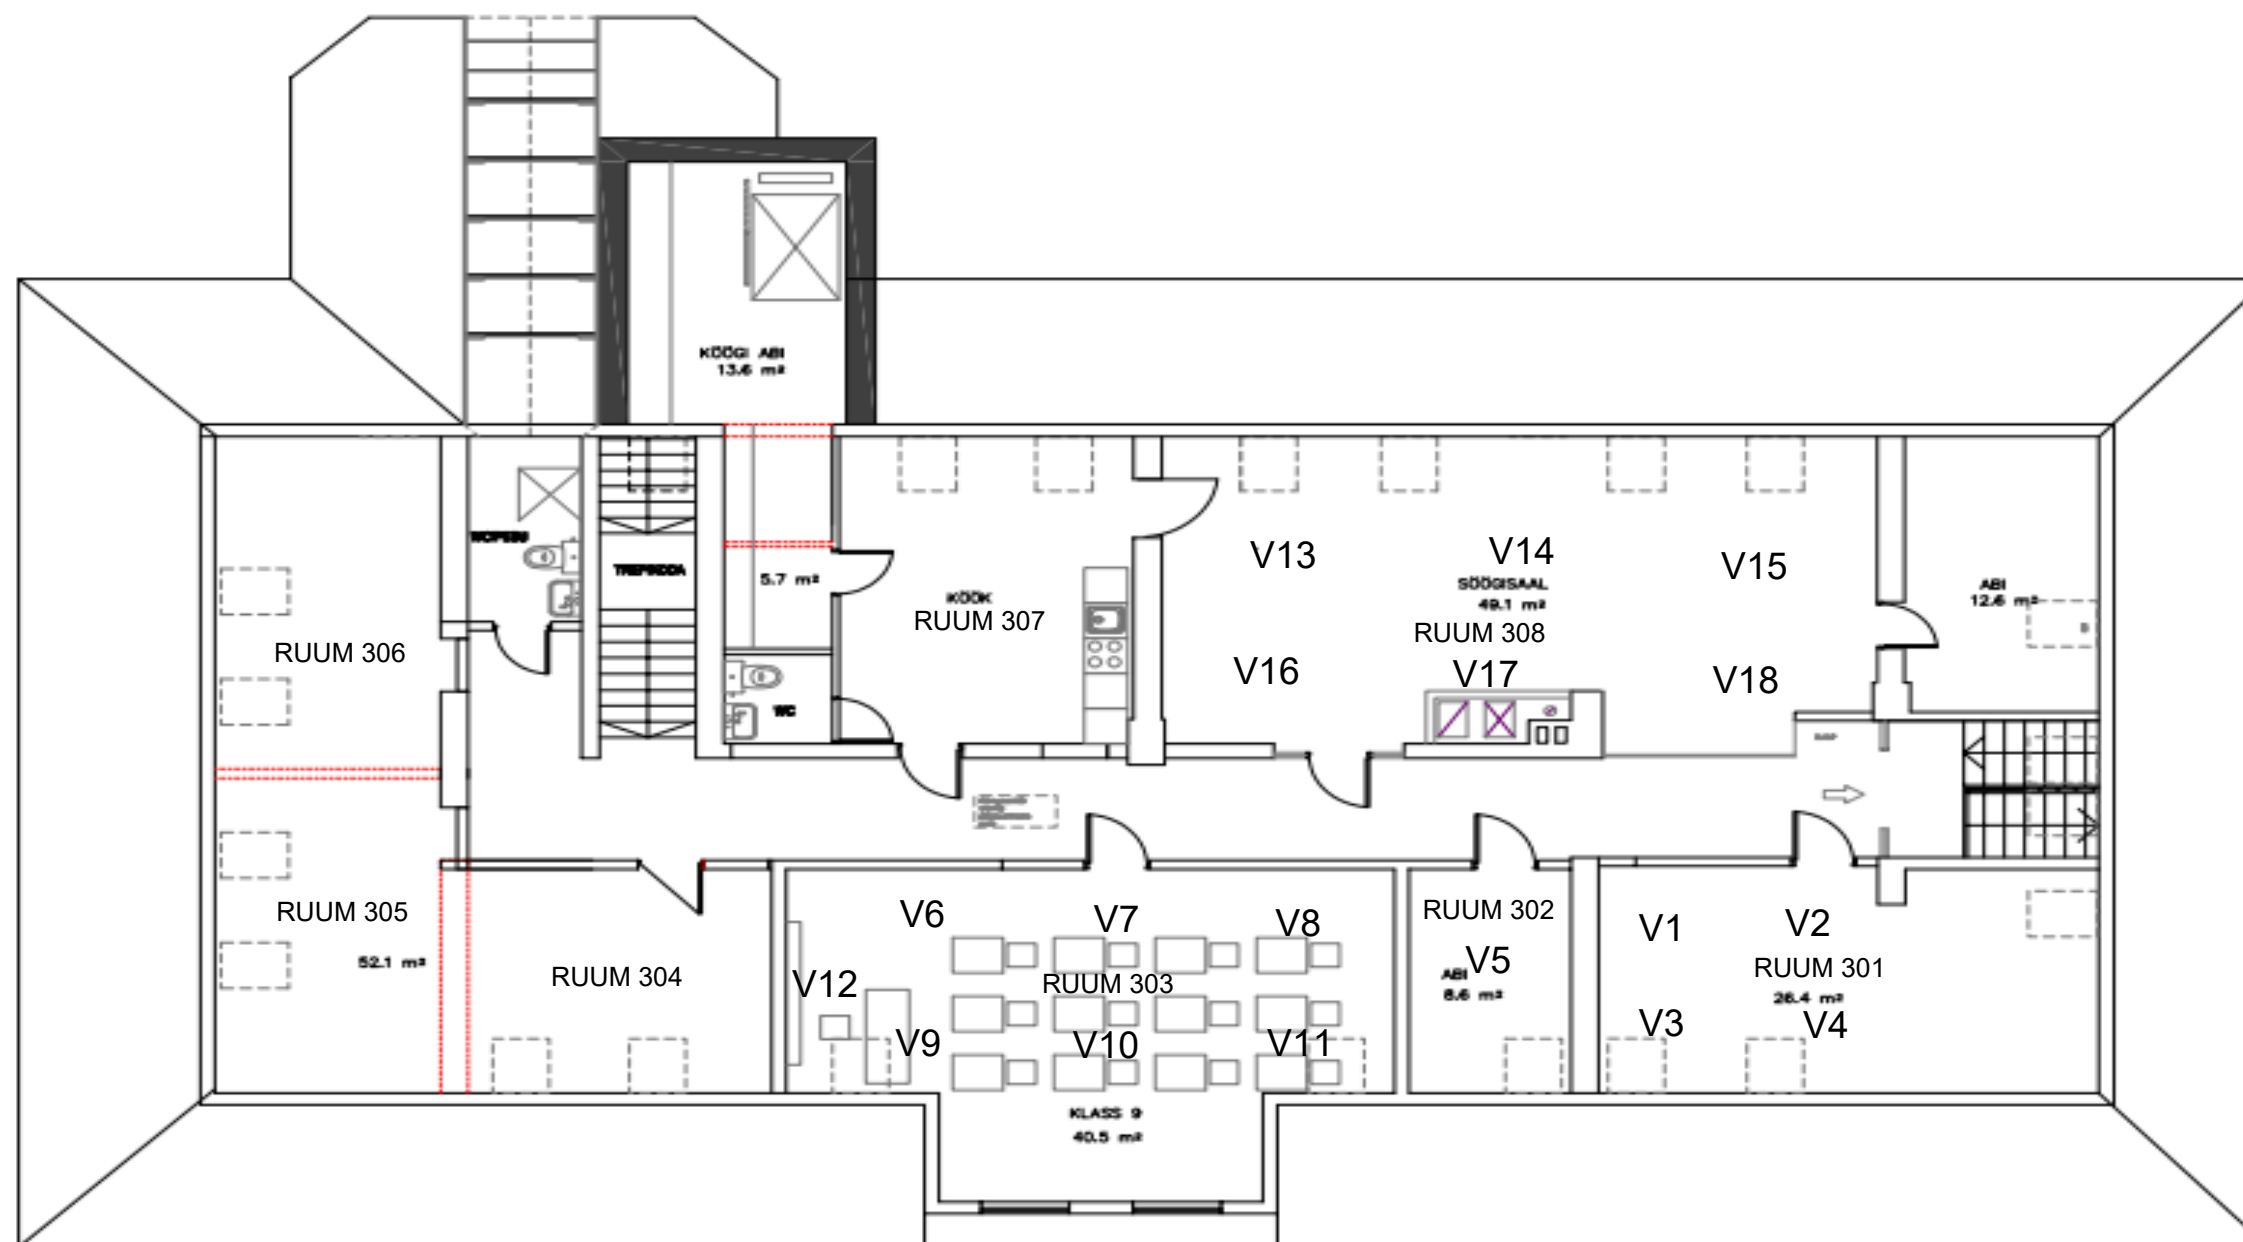 KÖÖGI ABI
13.6 m²
WC/PESU
TREPIKODA
5.7 m²
KÖÖK
RUUM 307
WC
V13
V14
V15
SÖÖGISAAL
49.1 m²
RUUM 308
V16
V17
V18
ABI
12.6 m²
RUUM 306
RUUM 305
52.1 m²
RUUM 304
V6
V7
V8
V12
RUUM 303
V9
V10
V11
KLASS 9
40.5 m²
RUUM 302
V5
ABI
8.6 m²
V1
V2
RUUM 301
26.4 m²
V3
V4